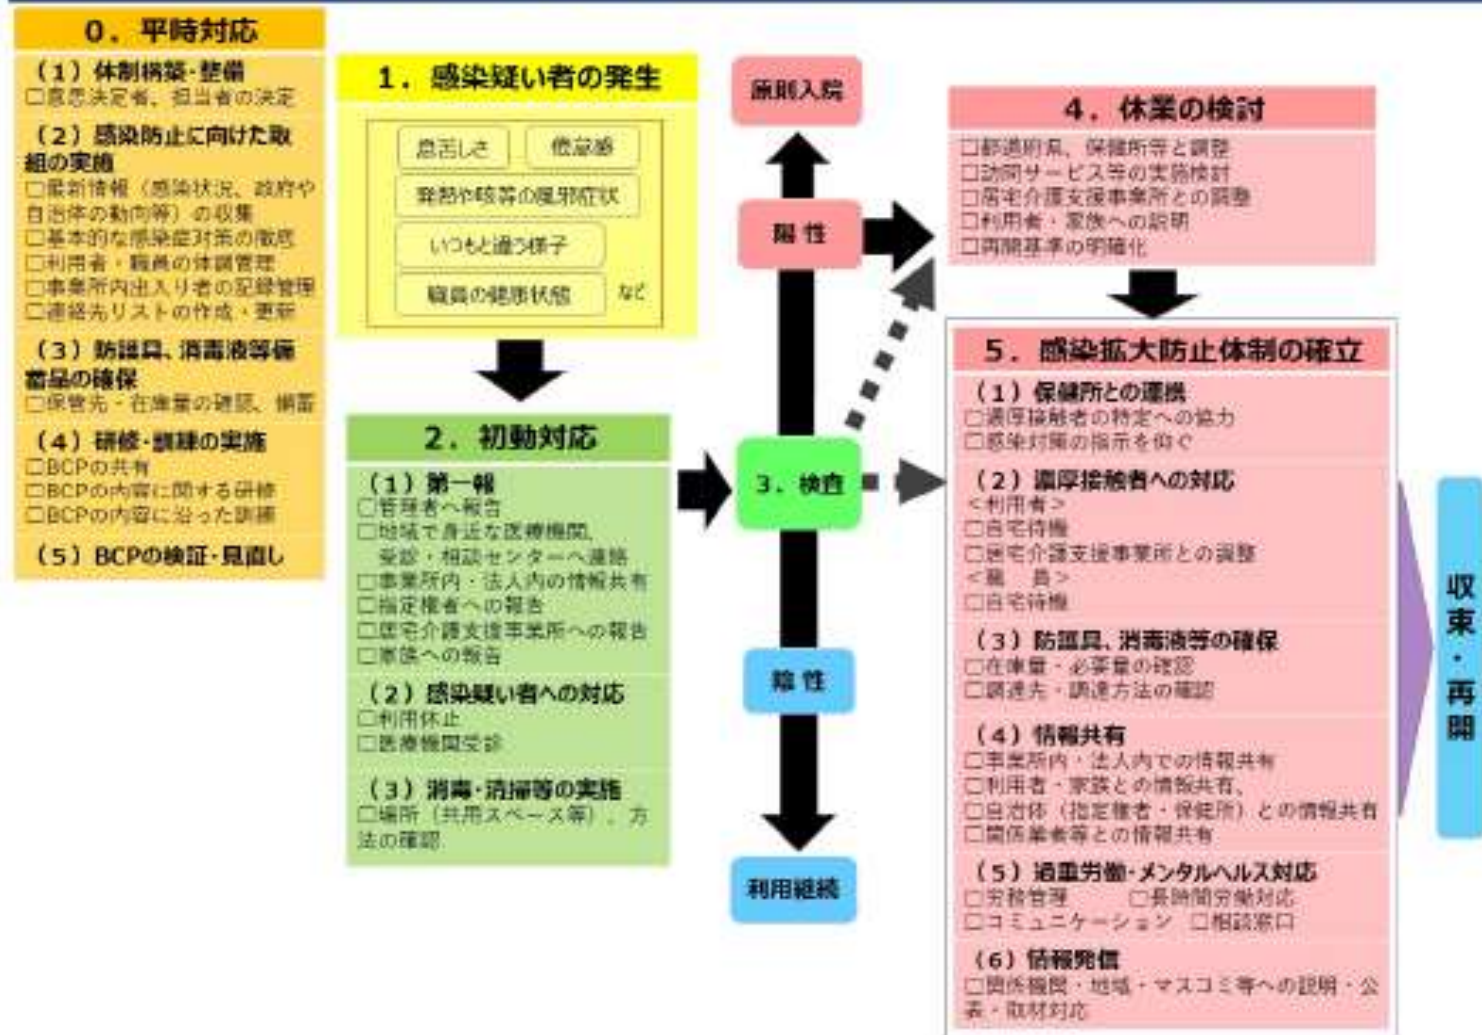 ０．平時対応
（１）体制構築・整備
□意思決定者、担当者の決定
（２）感染防止に向けた取
組の実施
□最新情報（感染状況、政府や
自治体の動向等）の収集
□基本的な感染症対策の徹底
□利用者・職員の体調管理
□事業所内出入り者の記録管理
□連絡先リストの作成・更新
（３）防護具、消毒液等備
蓄品の確保
□保管先・在庫量の確認、備蓄
（４）研修・訓練の実施
□BCPの共有
□BCPの内容に関する研修
□BCPの内容に沿った訓練
（５）BCPの検証・見直し
１．感染疑い者の発生
息苦しさ
倦怠感
発熱や咳等の風邪症状
いつもと違う様子
職員の健康状態
など
２．初動対応
（１）第一報
□管理者へ報告
□地域で身近な医療機関、
受診・相談センターへ連絡
□事業所内・法人内の情報共有
□指定権者への報告
□居宅介護支援事業所への報告
□家族への報告
（２）感染疑い者への対応
□利用休止
□医療機関受診
（３）消毒・清掃等の実施
□場所（共用スペース等）、方
法の確認
原則入院
陽性
３．検査
陰性
利用継続
４．休業の検討
□都道府県、保健所等と調整
□訪問サービス等の実施検討
□居宅介護支援事業所との調整
□利用者・家族への説明
□再開基準の明確化
５．感染拡大防止体制の確立
（１）保健所との連携
□濃厚接触者の特定への協力
□感染対策の指示を仰ぐ
（２）濃厚接触者への対応
＜利用者＞
□自宅待機
□居宅介護支援事業所との調整
＜職　員＞
□自宅待機
（３）防護具、消毒液等の確保
□在庫量・必要量の確認
□調達先・調達方法の確認
（４）情報共有
□事業所内・法人内での情報共有
□利用者・家族との情報共有、
□自治体（指定権者・保健所）との情報共有
□関係業者等との情報共有
（５）過重労働・メンタルヘルス対応
□労務管理　　□長時間労働対応
□コミュニケーション　□相談窓口
（６）情報発信
□関係機関・地域・マスコミ等への説明・公
表・取材対応
収束・再開